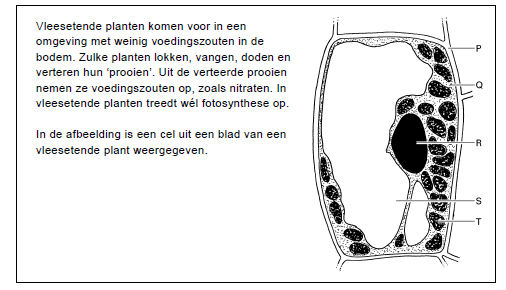 Vleesetende planten komen voor in een
omgeving met weinig voedingszouten in de
bodem. Zulke planten lokken, vangen, doden en
verteren hun ‘prooien’. Uit de verteerde prooien
nemen ze voedingszouten op, zoals nitraten. In
vleesetende planten treedt wél fotosynthese op.
In de afbeelding is een cel uit een blad van een
vleesetende plant weergegeven.
P
Q
R
S
T